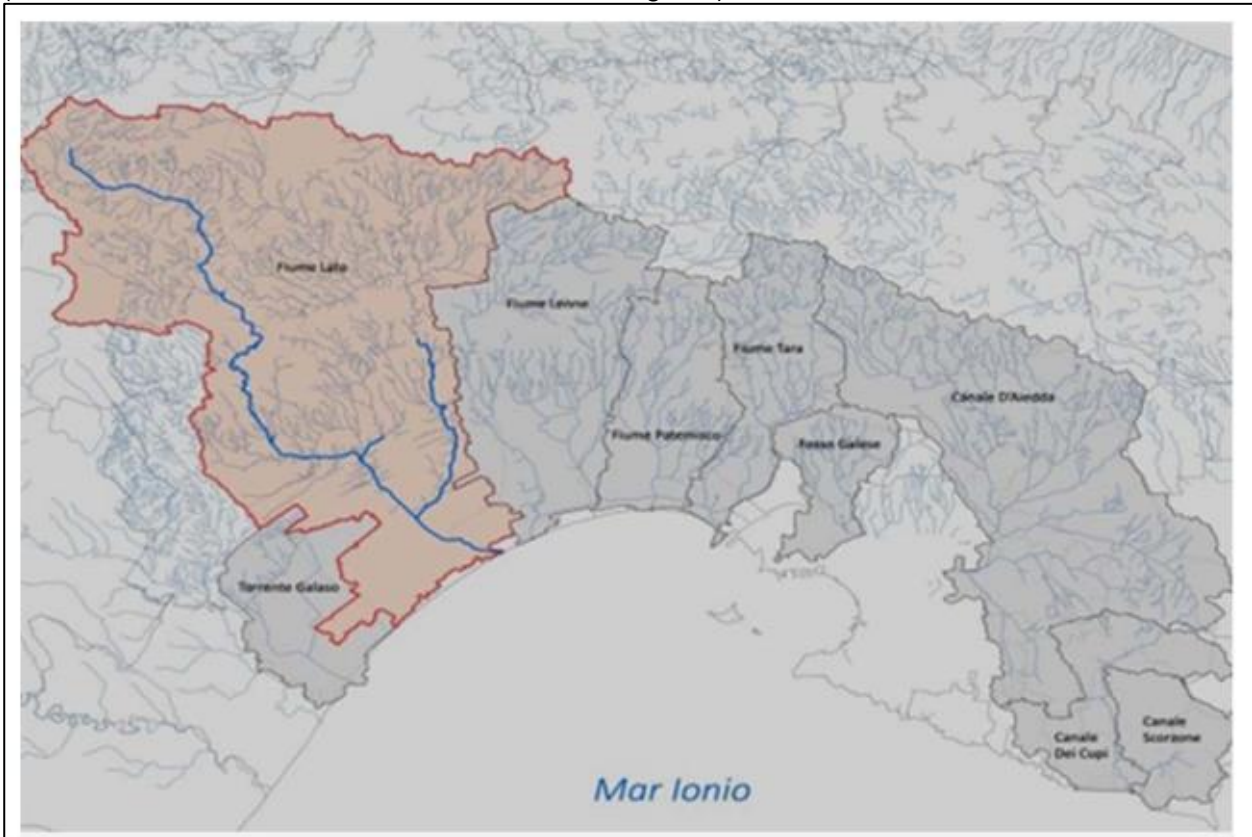 Fiume Lato
Fiume Lenne
Fiume Tara
Canale D'Aiedda
Fiume Patemisco
Fosso Galese
Torrente Galaso
Canale
Dei Cupi
Canale
Scorzone
Mar Ionio